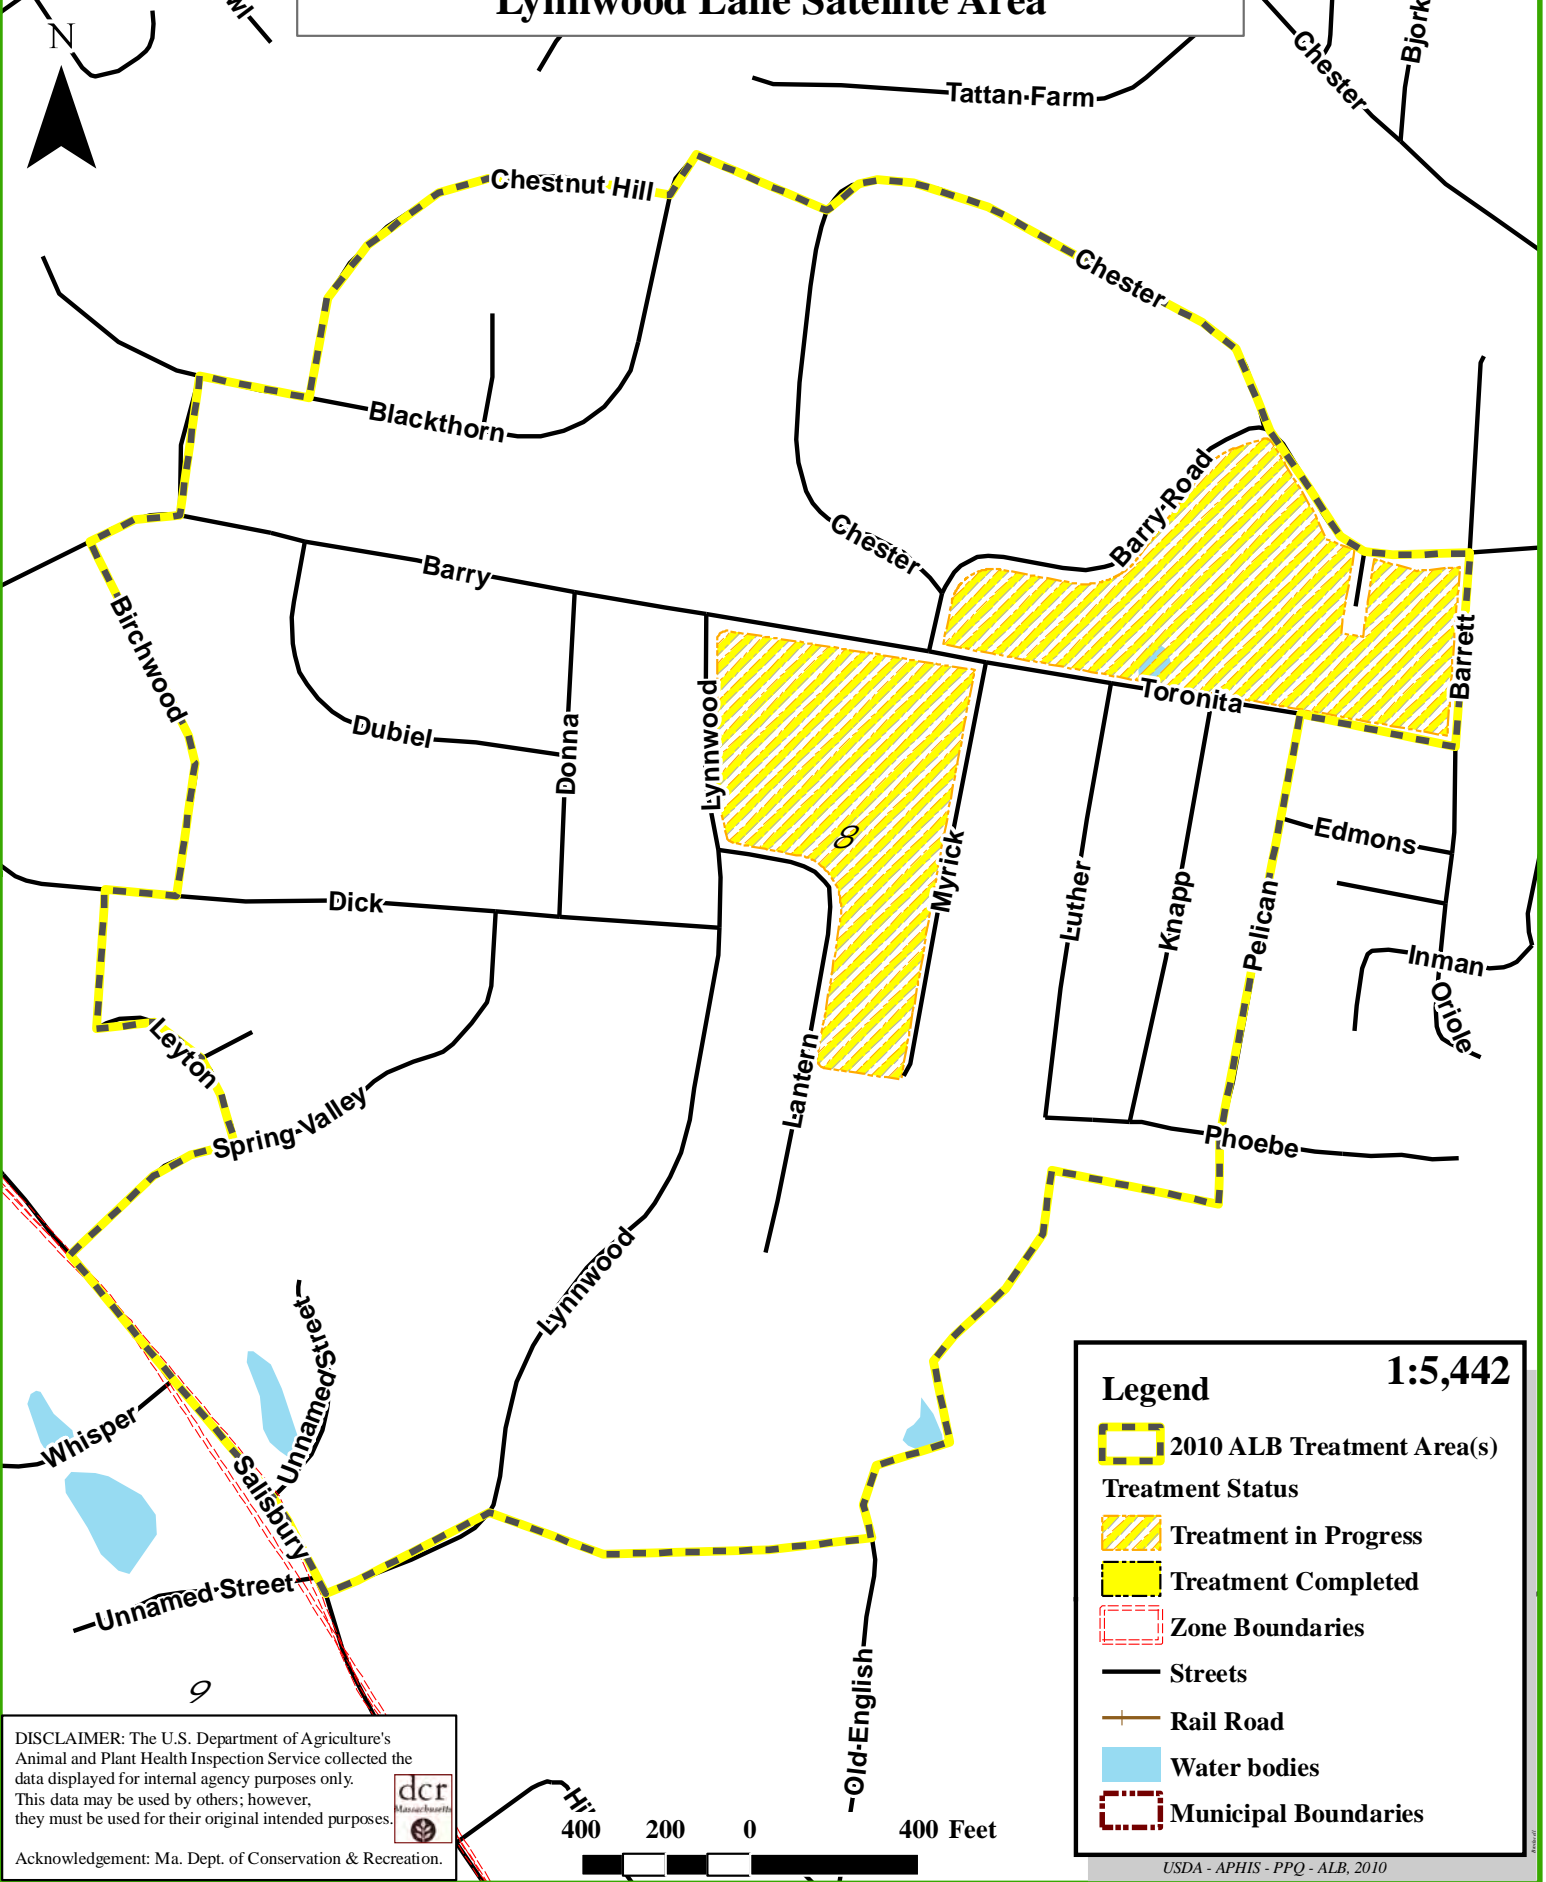 Lynnwood Lane Satellite Area
N
wl
Chester
Bjork
Tattan Farm
Chestnut Hill
Chester
Blackthorn
Barry Road
Chester
Barry
Birchwood
Barrett
Toronita
Lynnwood
Donna
Dubiel
8
Edmons
Myrick
Luther
Knapp
Pelican
Dick
Inman
Oriole
Leyton
Lantern
Spring Valley
Phoebe
Lynnwood
Unnamed Street
Whisper
Salisbury
Unnamed Street
Old English
9
Hil
1:5,442
Legend
2010 ALB Treatment Area(s)
Treatment Status
Treatment in Progress
Treatment Completed
Zone Boundaries
Streets
Rail Road
Water bodies
Municipal Boundaries
DISCLAIMER: The U.S. Department of Agriculture's
Animal and Plant Health Inspection Service collected the
data displayed for internal agency purposes only.
This data may be used by others; however,
they must be used for their original intended purposes.
Acknowledgement: Ma. Dept. of Conservation & Recreation.
dcr
Massachusetts
400 200 0 400 Feet
USDA - APHIS - PPQ - ALB, 2010